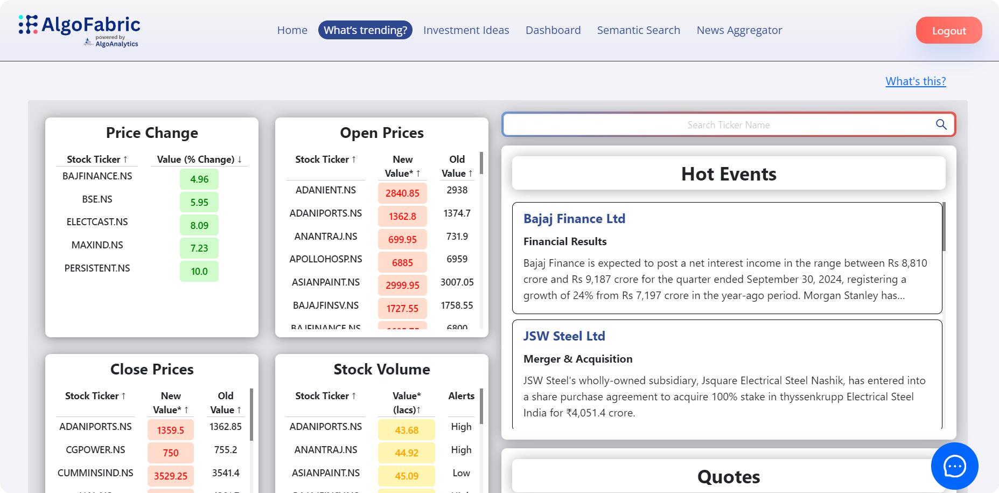 AlgoFabric
powered by
AlgoAnalytics
Home What's trending? Investment Ideas Dashboard Semantic Search News Aggregator
Logout
What's this?
Price Change
Stock Ticker ↑ Value (% Change) ↓
BAJFINANCE.NS 4.96
BSE.NS 5.95
ELECTCAST.NS 8.09
MAXIND.NS 7.23
PERSISTENT.NS 10.0
Open Prices
Stock Ticker ↑ New Value* ↑ Old Value ↑
ADANIENT.NS 2840.85 2938
ADANIPORTS.NS 1362.8 1374.7
ANANTRAJ.NS 699.95 731.9
APOLLOHOSP.NS 6885 6959
ASIANPAINT.NS 2999.95 3007.05
BAJAJFINSV.NS 1727.55 1758.55
BAJFINANCE.NS 6800
Search Ticker Name
Hot Events
Bajaj Finance Ltd
Financial Results
Bajaj Finance is expected to post a net interest income in the range between Rs 8,810
crore and Rs 9,187 crore for the quarter ended September 30, 2024, registering a
growth of 24% from Rs 7,197 crore in the year-ago period. Morgan Stanley has...
JSW Steel Ltd
Merger & Acquisition
JSW Steel's wholly-owned subsidiary, Jsquare Electrical Steel Nashik, has entered into
a share purchase agreement to acquire 100% stake in thyssenkrupp Electrical Steel
India for ₹4,051.4 crore.
Close Prices
Stock Ticker ↑ New Value* ↑ Old Value ↑
ADANIPORTS.NS 1359.5 1362.85
CGPOWER.NS 750 755.2
CUMMINSIND.NS 3529.25 3541.4
Stock Volume
Stock Ticker ↑ Value* (lacs)↑ Alerts
ADANIPORTS.NS 43.68 High
ANANTRAJ.NS 44.92 High
ASIANPAINT.NS 45.09 Low
Quotes